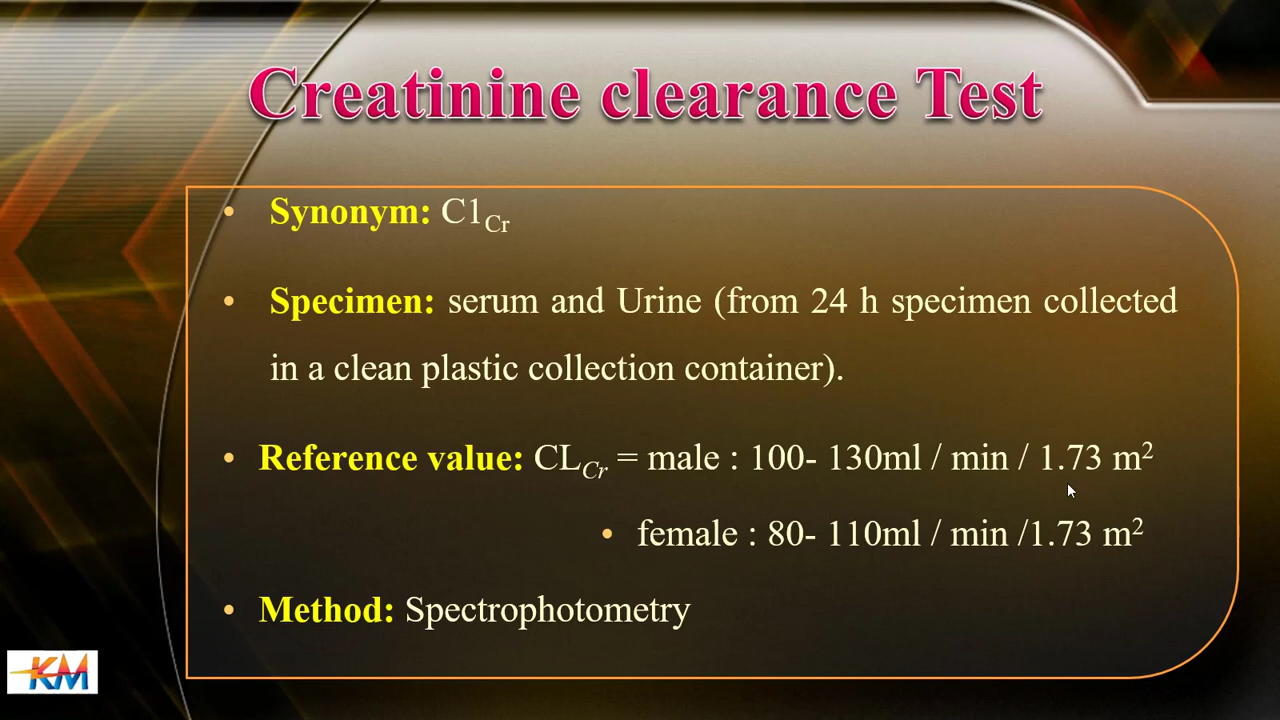 Creatinine clearance Test
• Synonym: C1Cr
• Specimen: serum and Urine (from 24 h specimen collected
in a clean plastic collection container).
• Reference value: CLCr = male : 100- 130ml / min / 1.73 m²
• female : 80- 110ml / min /1.73 m²
• Method: Spectrophotometry
KM